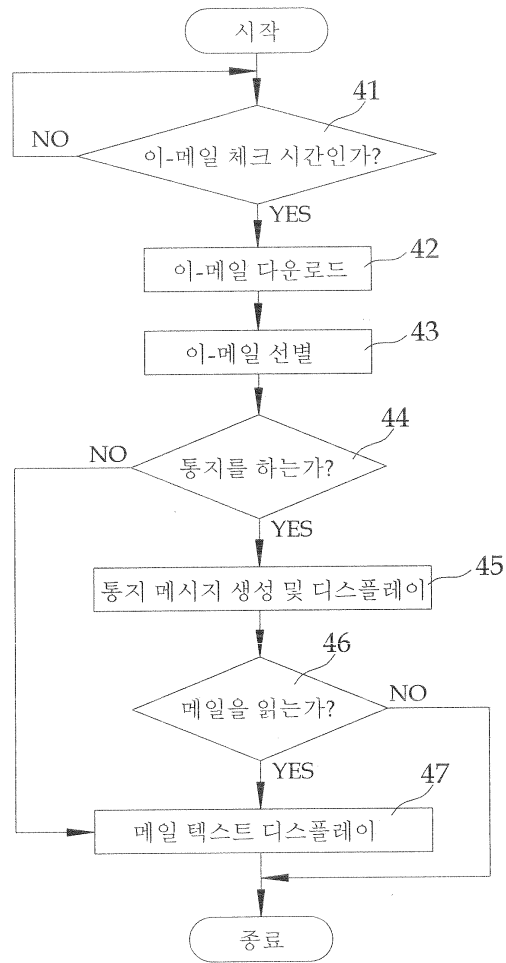 시작
41
NO
이-메일 체크 시간인가?
YES
42
이-메일 다운로드
43
이-메일 선별
44
NO
통지를 하는가?
YES
45
통지 메시지 생성 및 디스플레이
46
NO
메일을 읽는가?
YES
47
메일 텍스트 디스플레이
종료